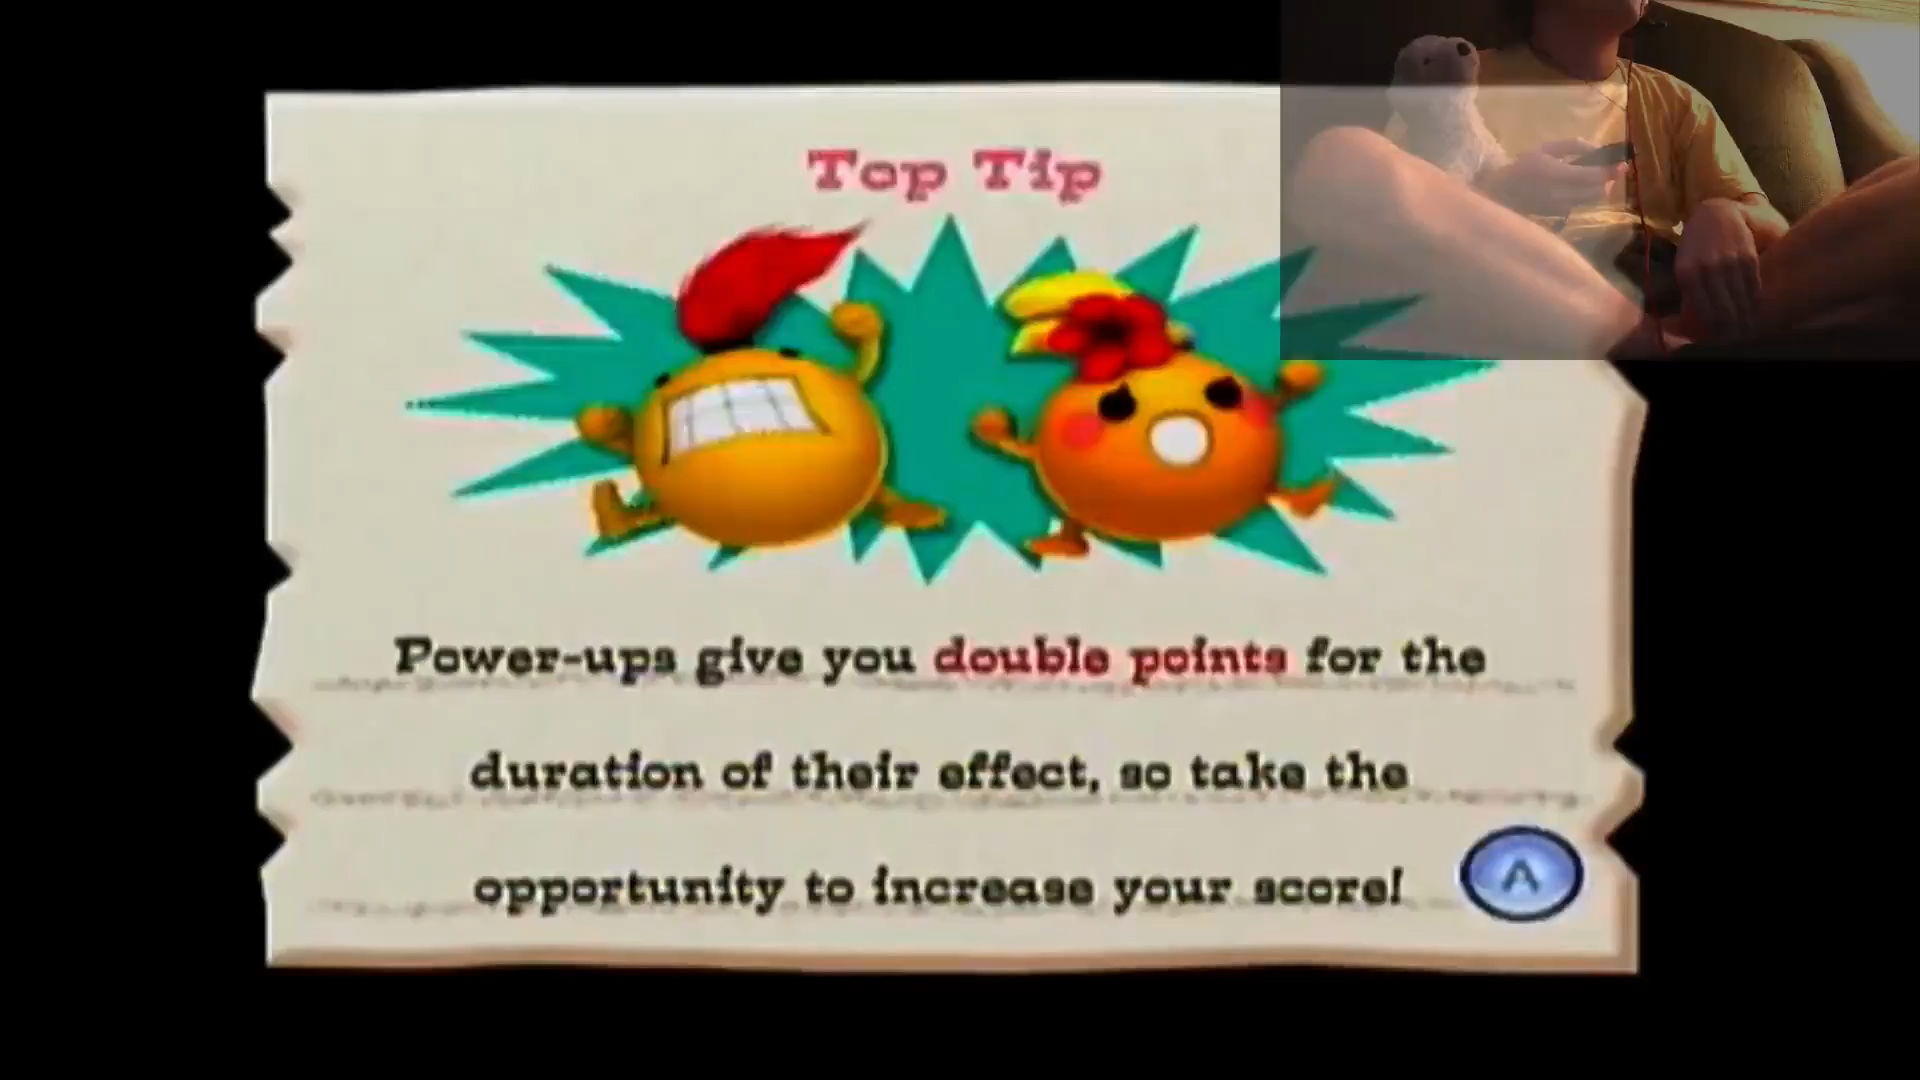 Top Tip
Power-ups give you double points for the
duration of their effect, so take the
opportunity to increase your score!
A